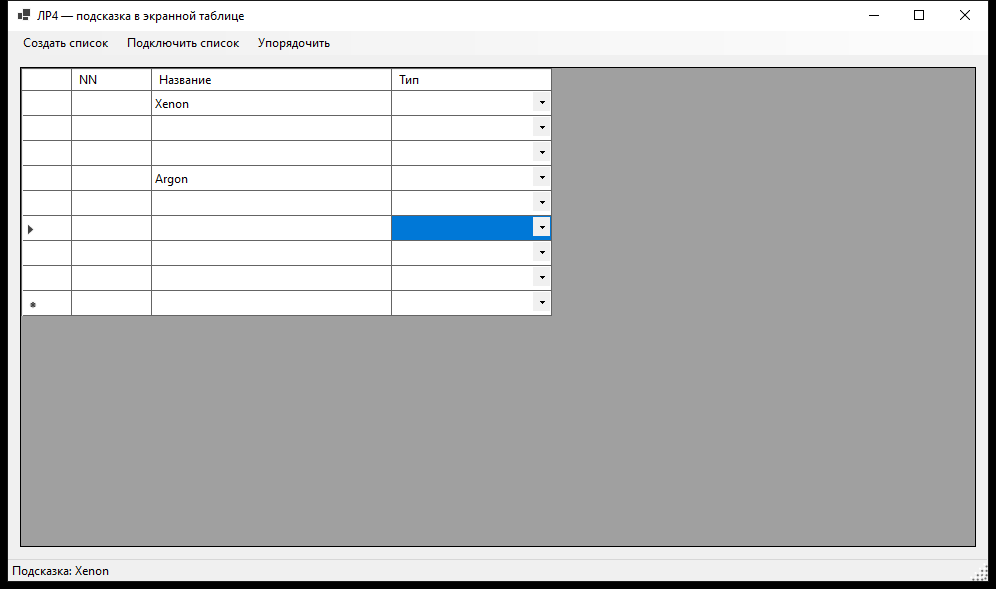 ЛР4 — подсказка в экранной таблице
Создать список Подключить список Упорядочить
NN Название Тип
Xenon
Argon
Подсказка: Xenon